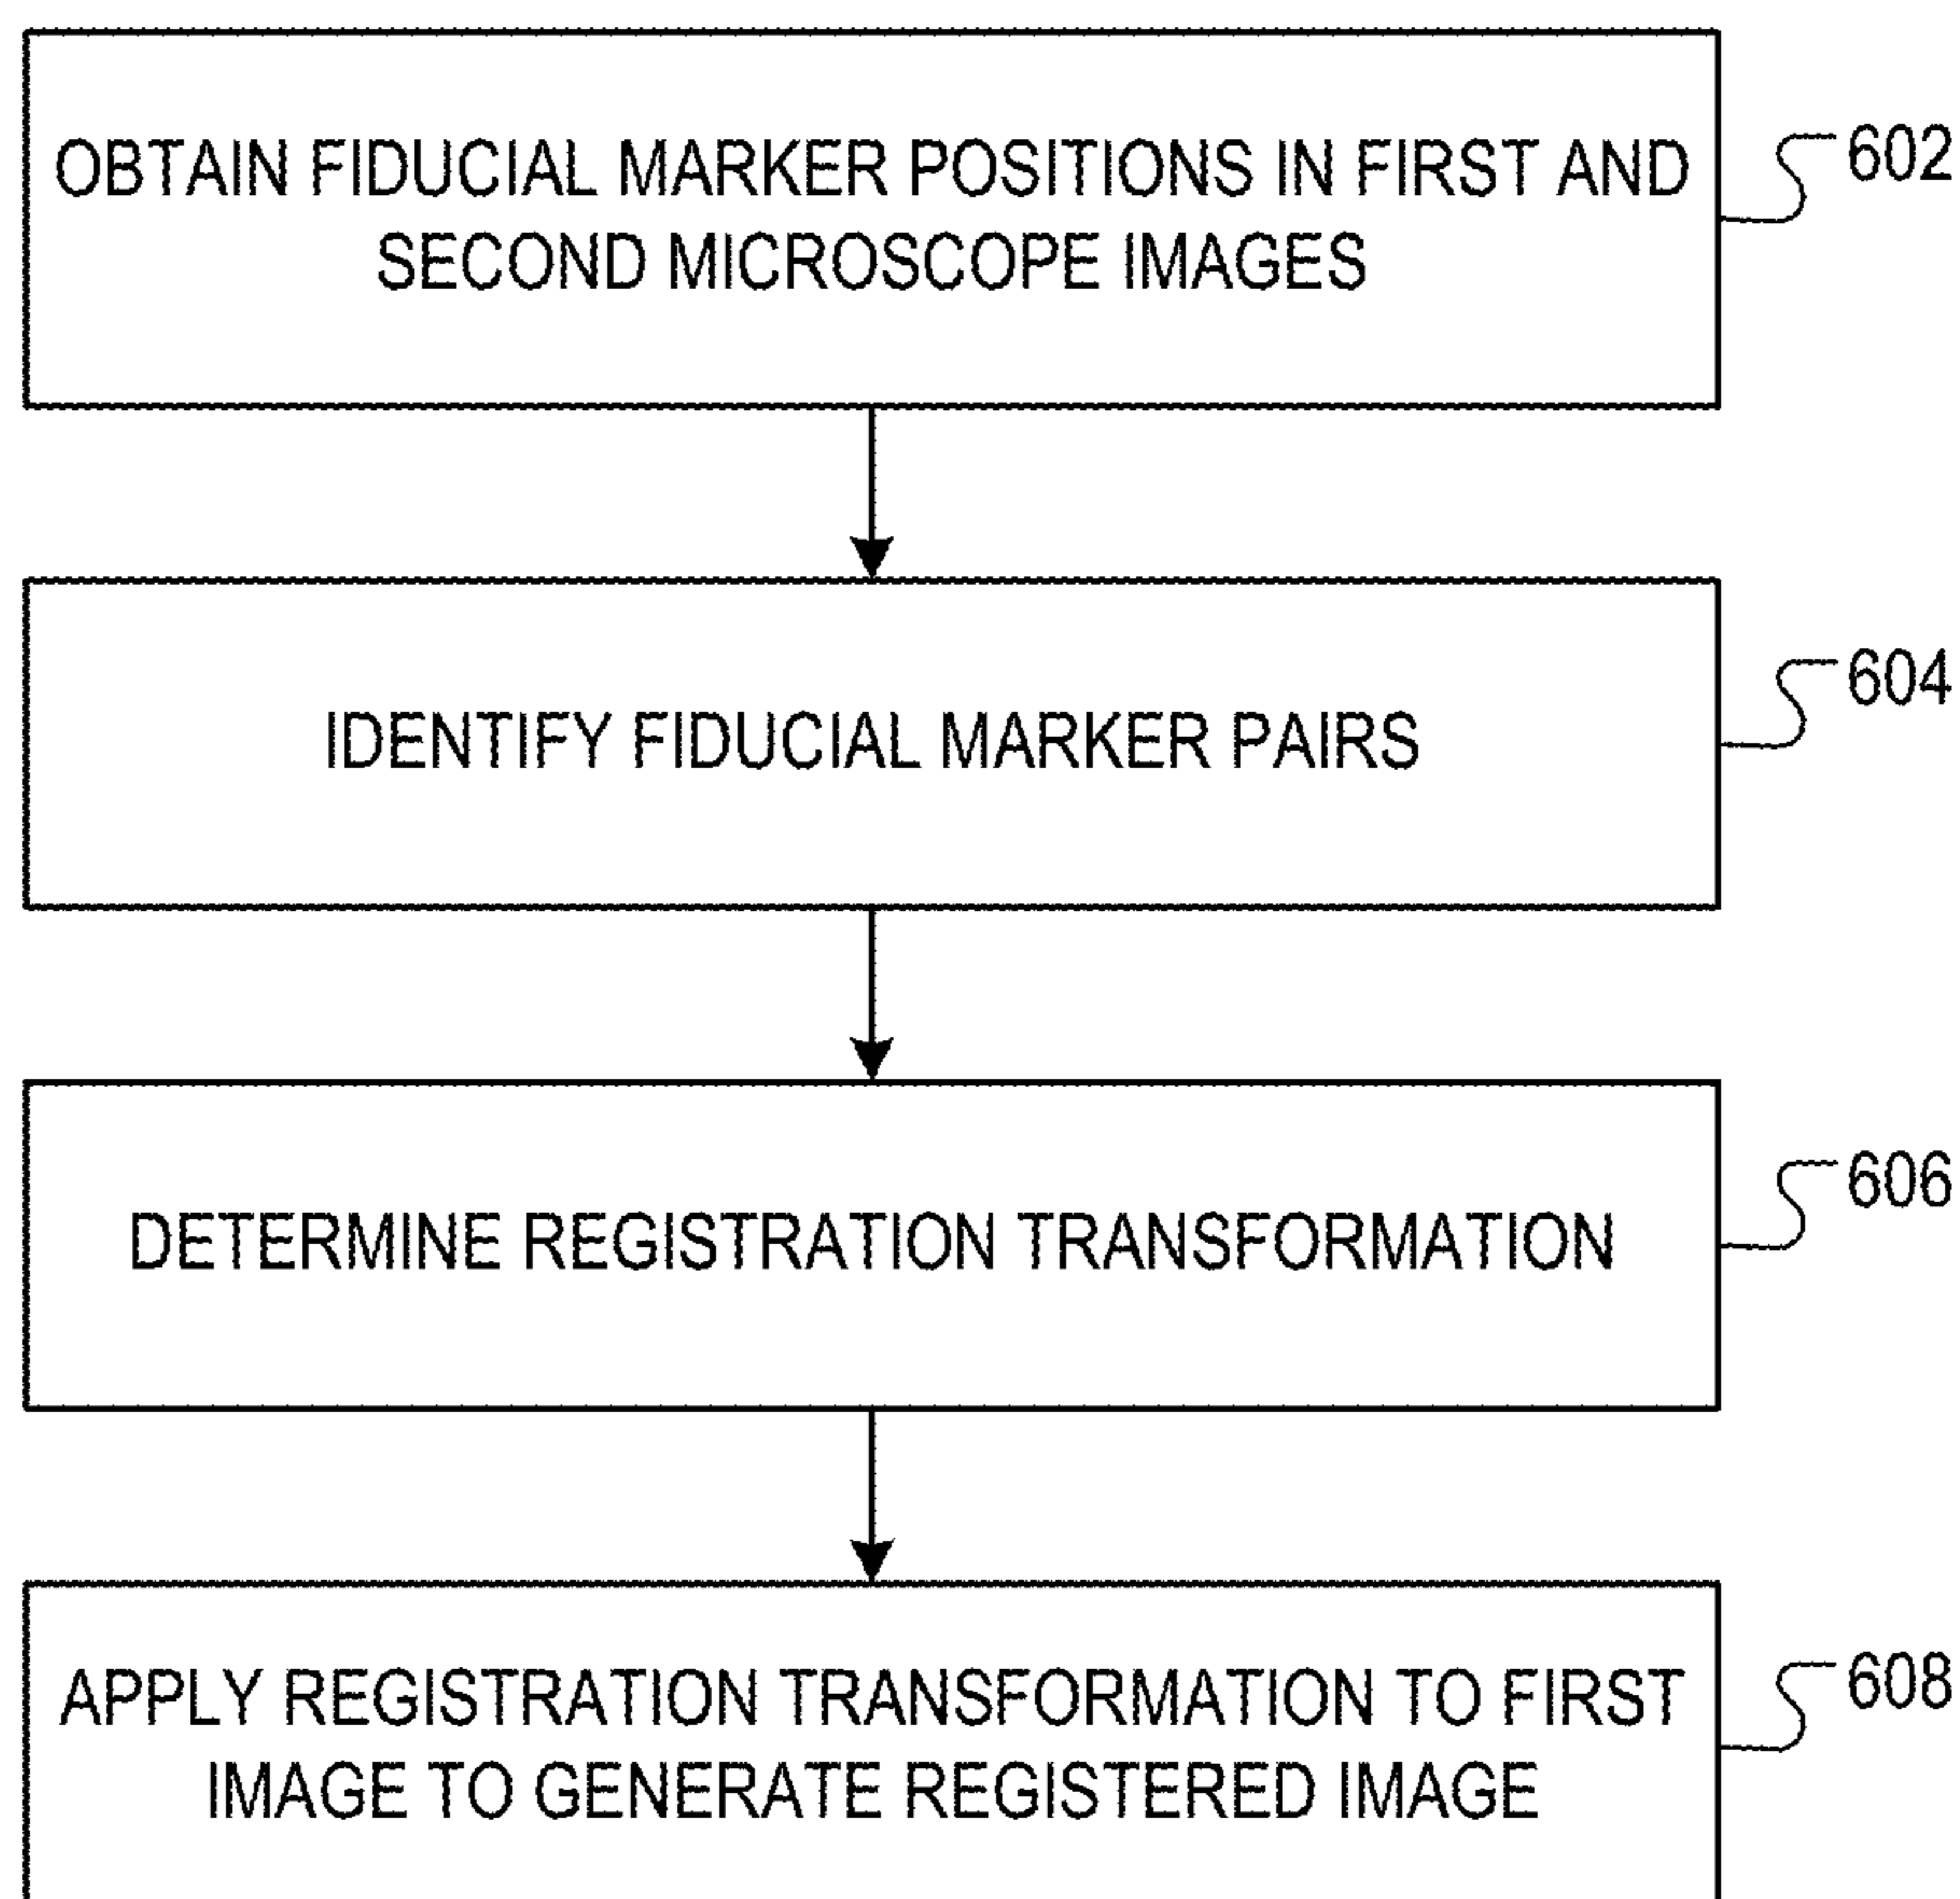 OBTAIN FIDUCIAL MARKER POSITIONS IN FIRST AND
SECOND MICROSCOPE IMAGES
602
IDENTIFY FIDUCIAL MARKER PAIRS
604
DETERMINE REGISTRATION TRANSFORMATION
606
APPLY REGISTRATION TRANSFORMATION TO FIRST
IMAGE TO GENERATE REGISTERED IMAGE
608